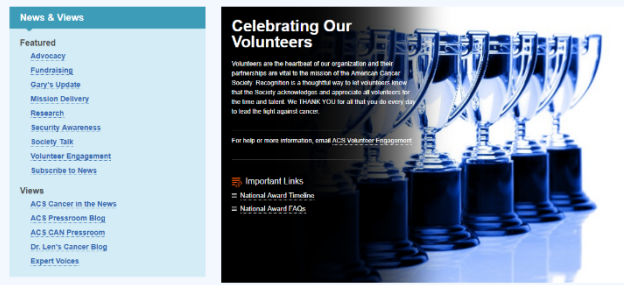 News & Views
Featured
Advocacy
Fundraising
Gary's Update
Mission Delivery
Research
Security Awareness
Society Talk
Volunteer Engagement
Subscribe to News
Views
ACS Cancer in the News
ACS Pressroom Blog
ACS CAN Pressroom
Dr. Len's Cancer Blog
Expert Voices
Celebrating Our
Volunteers
Volunteers are the heartbeat of our organization and their
partnerships are vital to the mission of the American Cancer
Society. Recognition is a thoughtful way to let volunteers know
that the Society acknowledges and appreciate all volunteers for
the time and talent. We THANK YOU for all that you do every day
to lead the fight against cancer.
For help or more information, email ACS Volunteer Engagement
Important Links
National Award Timeline
National Award FAQs